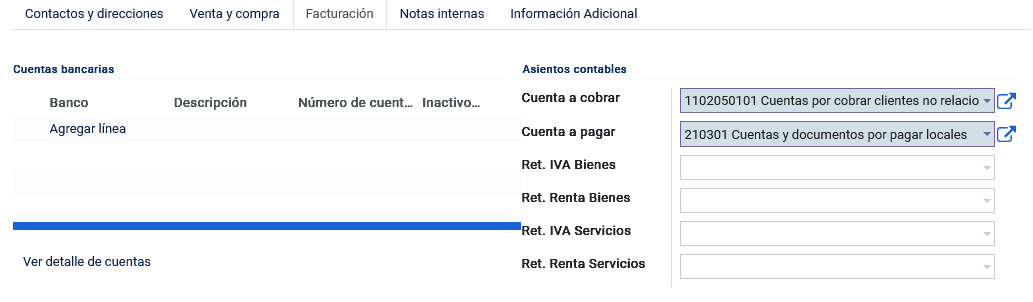 Contactos y direcciones Venta y compra Facturación Notas internas Información Adicional
Cuentas bancarias
Banco Descripción Número de cuent... Inactivo...
Agregar línea
Ver detalle de cuentas
Asientos contables
Cuenta a cobrar 1102050101 Cuentas por cobrar clientes no relacio
Cuenta a pagar 210301 Cuentas y documentos por pagar locales
Ret. IVA Bienes
Ret. Renta Bienes
Ret. IVA Servicios
Ret. Renta Servicios